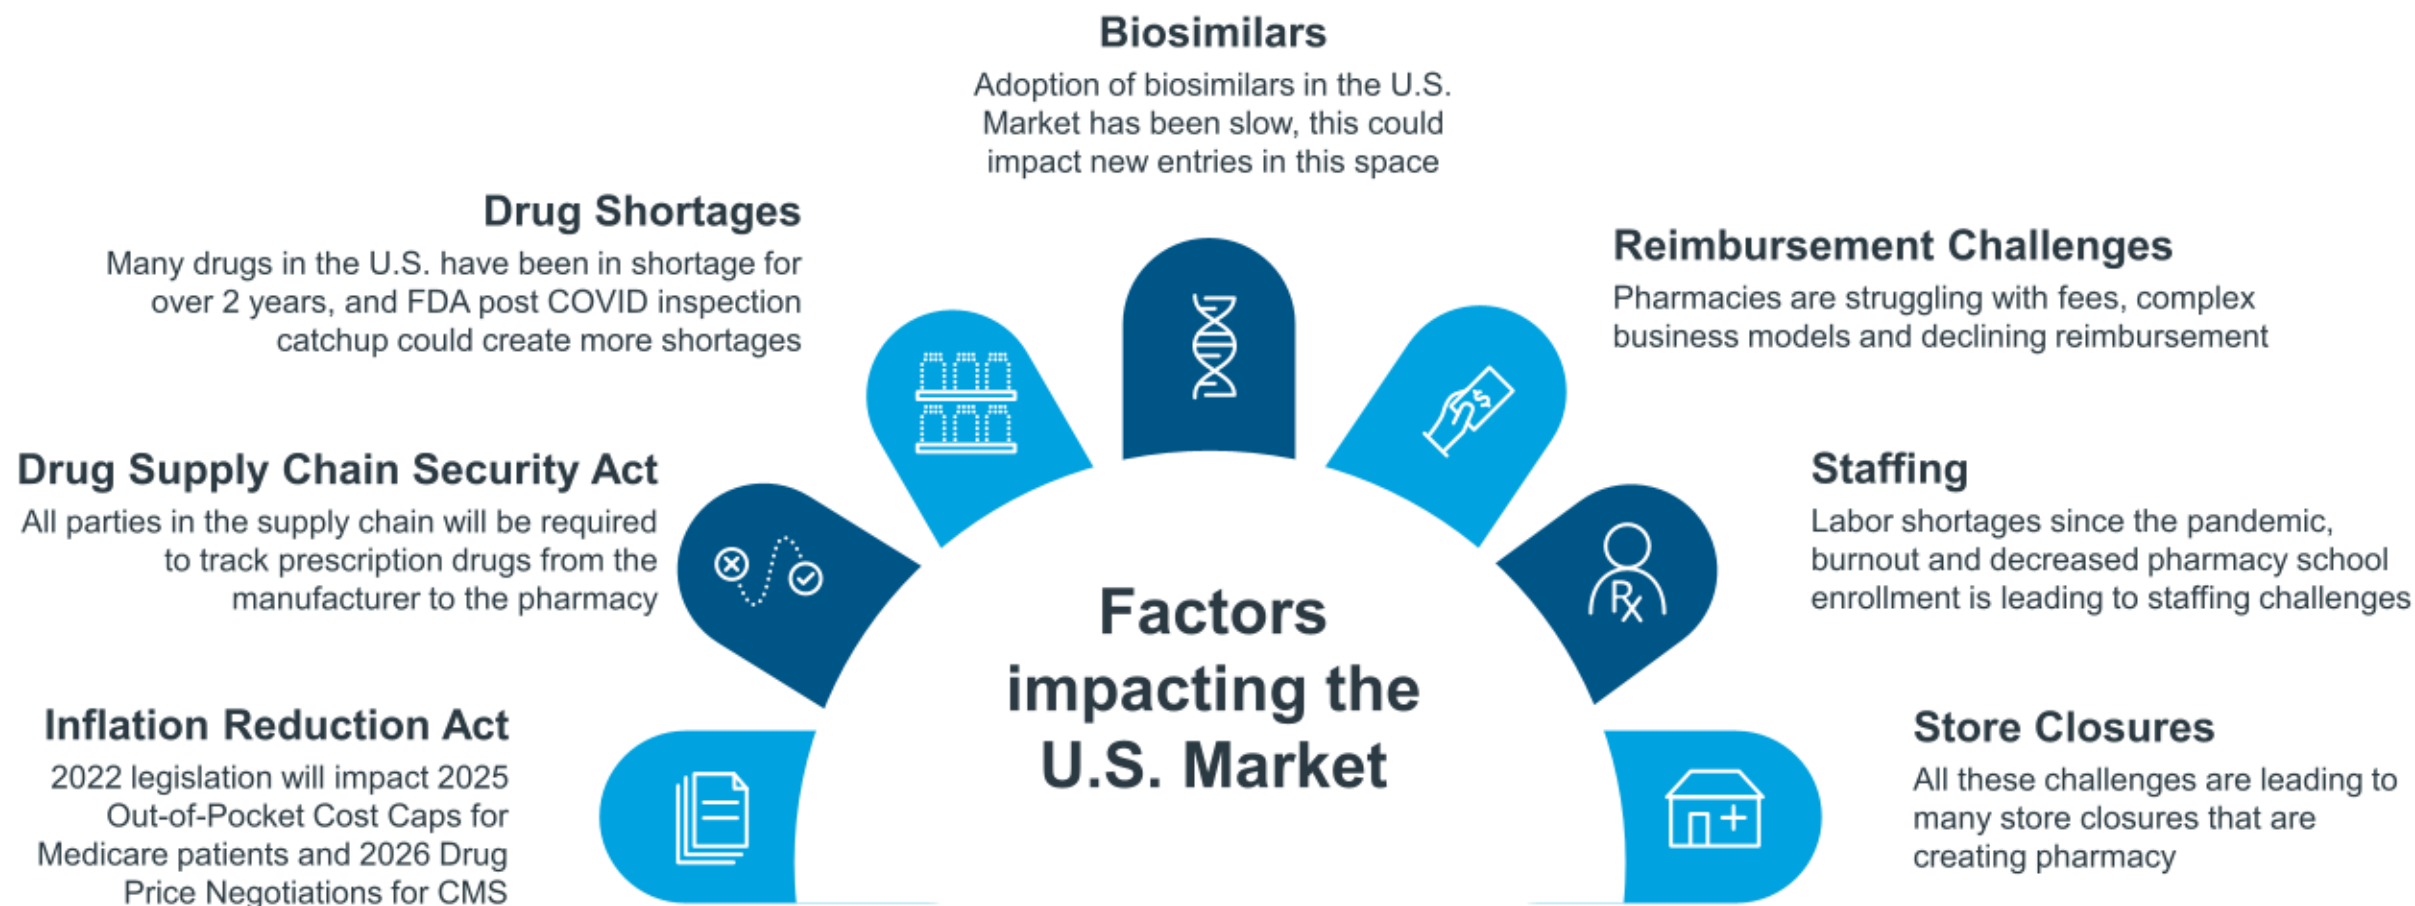 Biosimilars
Adoption of biosimilars in the U.S.
Market has been slow, this could
impact new entries in this space
Drug Shortages
Many drugs in the U.S. have been in shortage for
over 2 years, and FDA post COVID inspection
catchup could create more shortages
Reimbursement Challenges
Pharmacies are struggling with fees, complex
business models and declining reimbursement
Drug Supply Chain Security Act
All parties in the supply chain will be required
to track prescription drugs from the
manufacturer to the pharmacy
Staffing
Labor shortages since the pandemic,
burnout and decreased pharmacy school
enrollment is leading to staffing challenges
Factors
impacting the
U.S. Market
Inflation Reduction Act
2022 legislation will impact 2025
Out-of-Pocket Cost Caps for
Medicare patients and 2026 Drug
Price Negotiations for CMS
Store Closures
All these challenges are leading to
many store closures that are
creating pharmacy
$
Rx